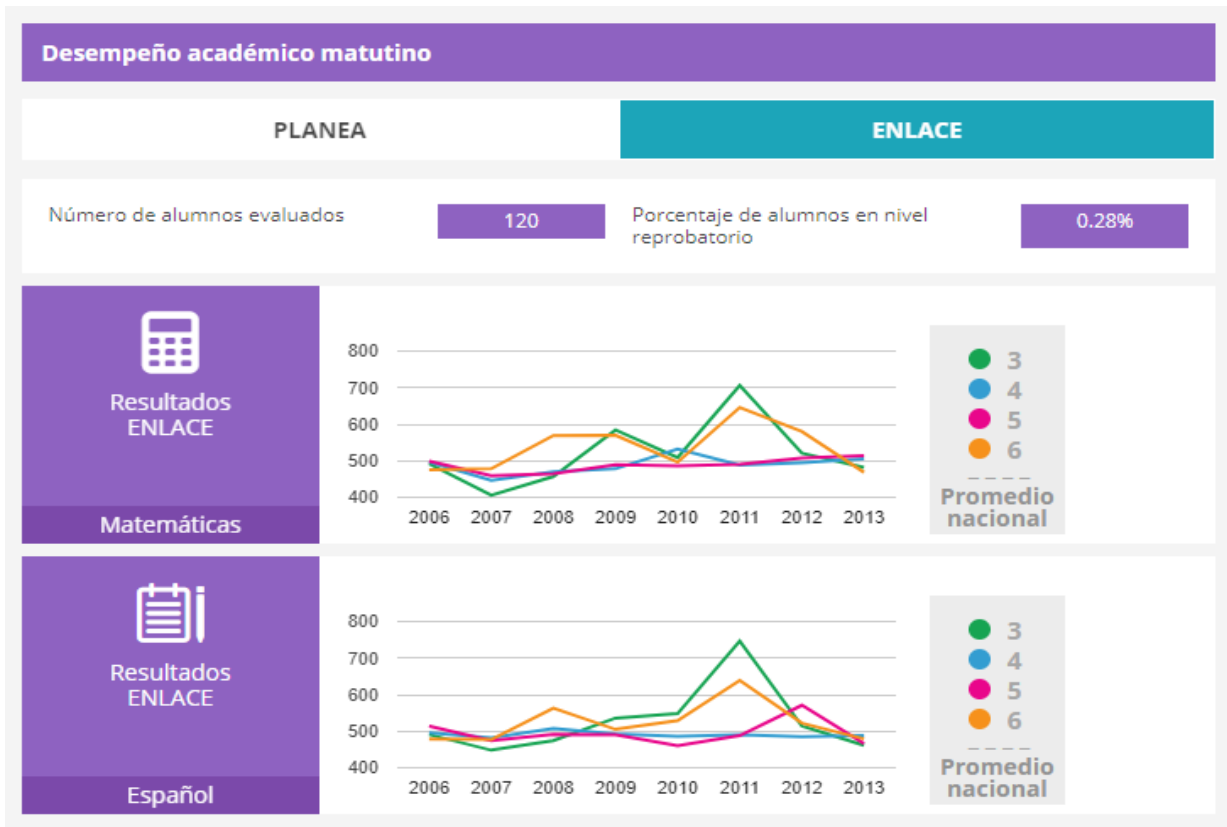 Desempeño académico matutino
PLANEA
ENLACE
Número de alumnos evaluados
120
Porcentaje de alumnos en nivel
reprobatorio
0.28%
Resultados
ENLACE
Matemáticas
800
700
600
500
400
2006 2007 2008 2009 2010 2011 2012 2013
3
4
5
6
Promedio
nacional
Resultados
ENLACE
Español
800
700
600
500
400
2006 2007 2008 2009 2010 2011 2012 2013
3
4
5
6
Promedio
nacional